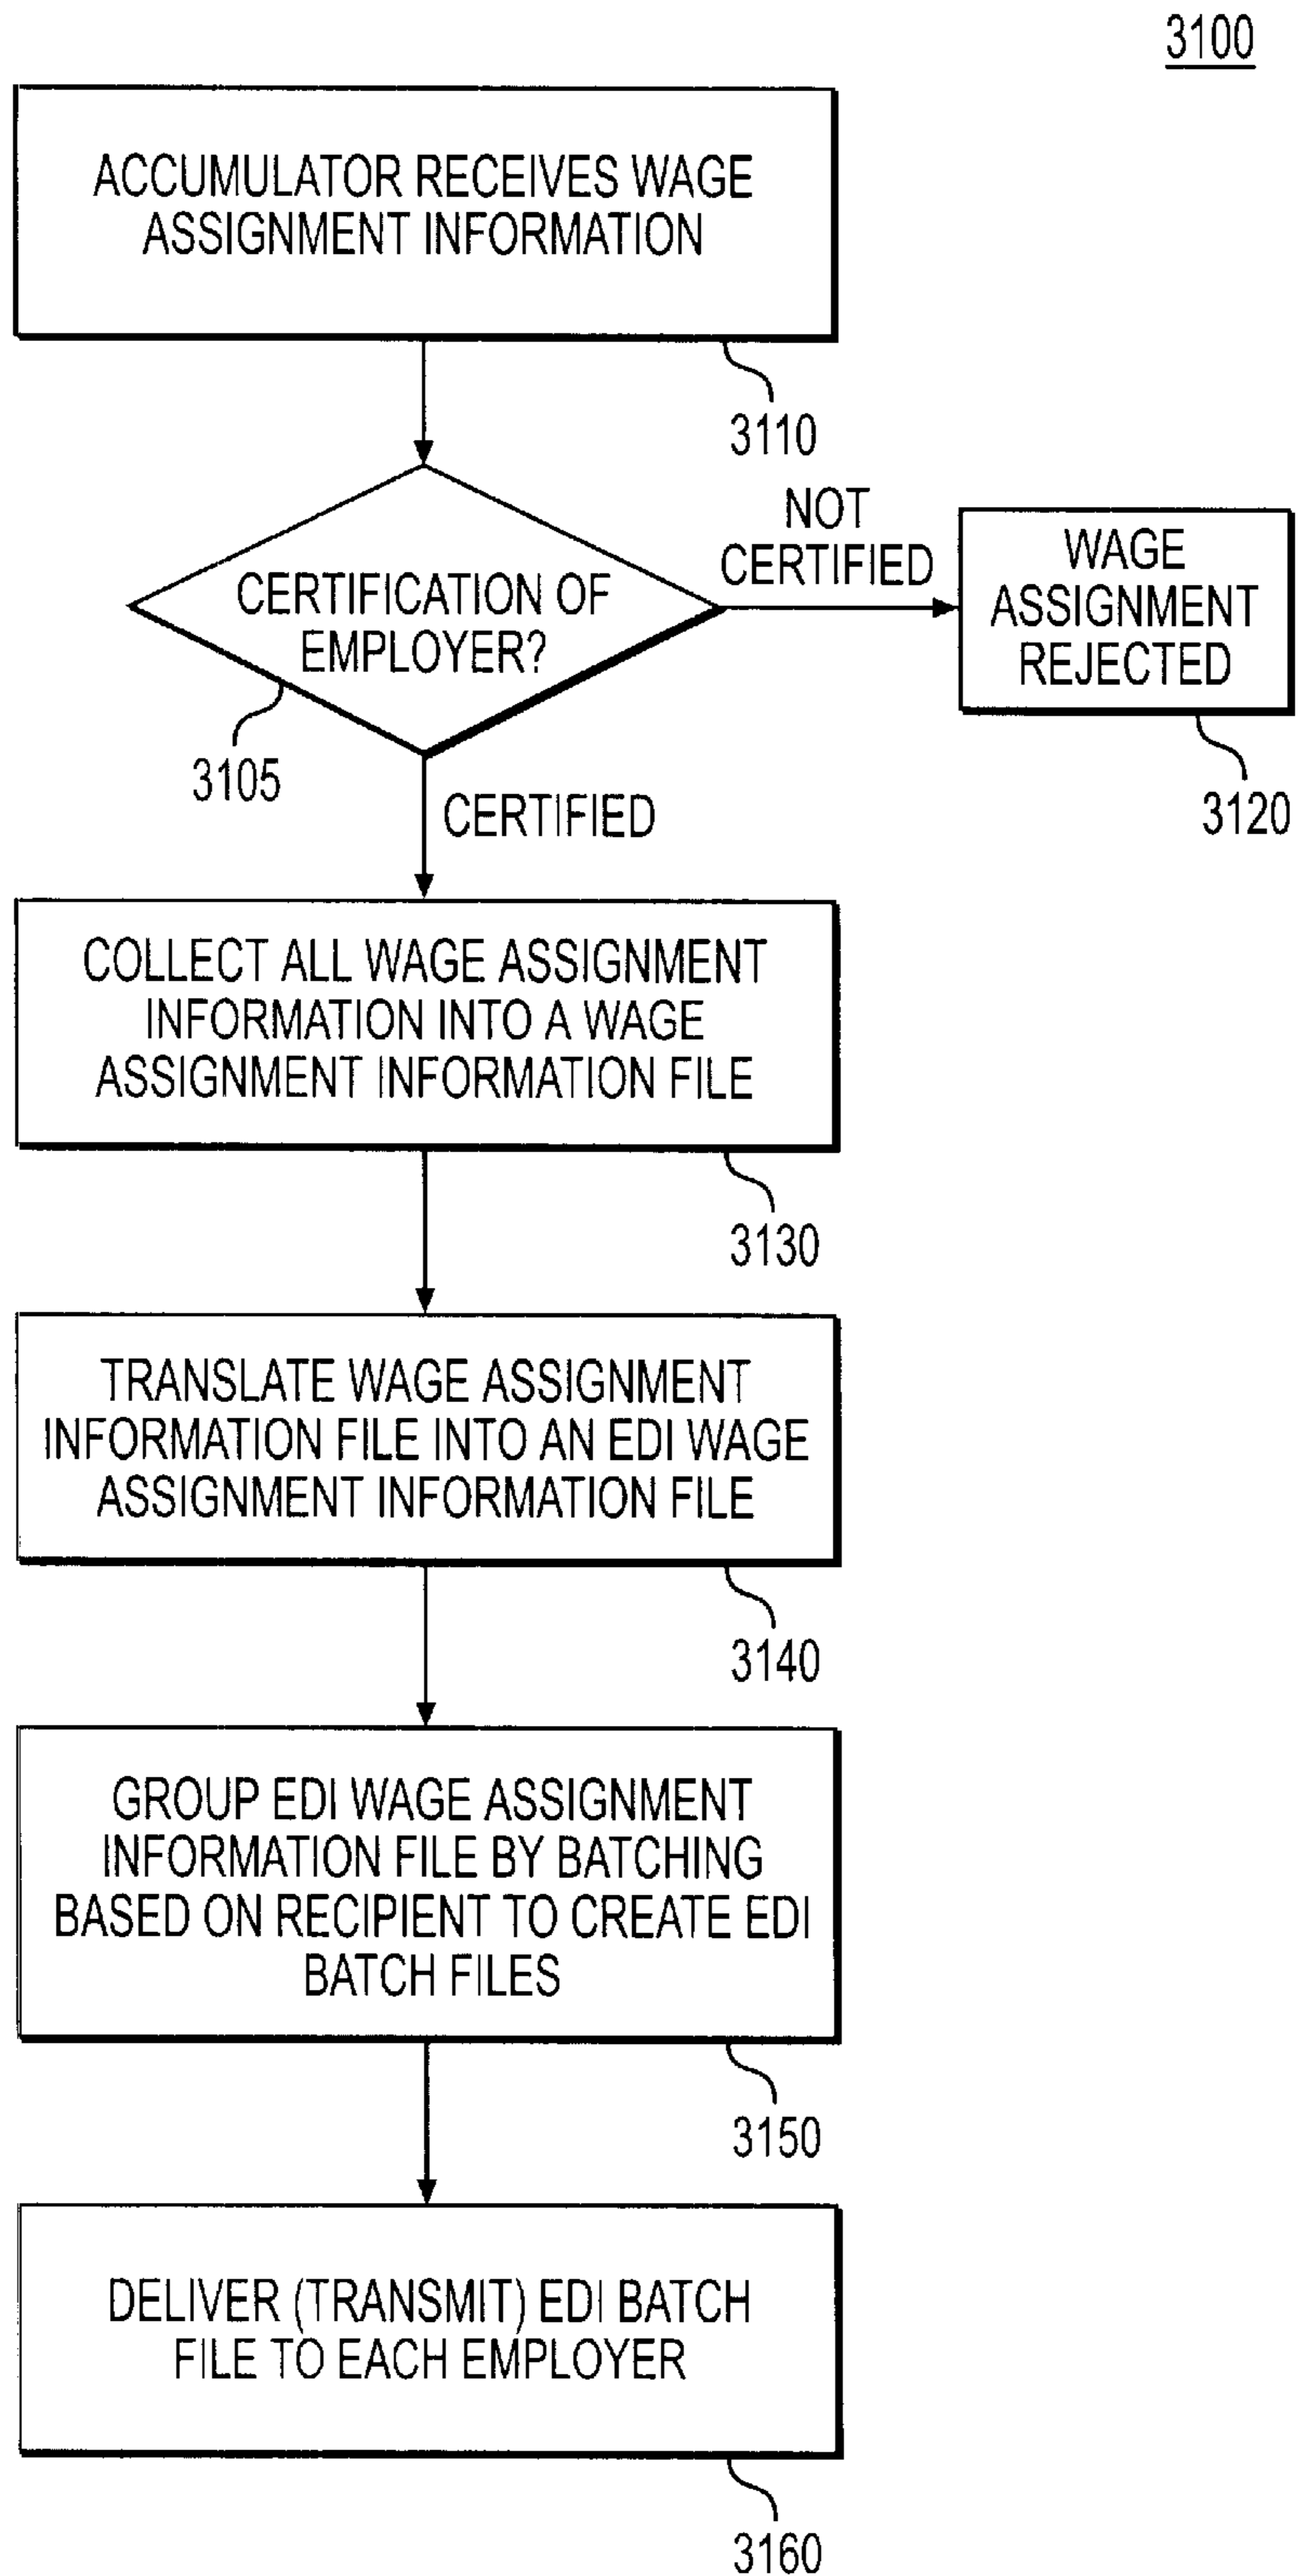 3100
ACCUMULATOR RECEIVES WAGE
ASSIGNMENT INFORMATION
3110
CERTIFICATION OF
EMPLOYER?
3105
NOT
CERTIFIED
WAGE
ASSIGNMENT
REJECTED
3120
CERTIFIED
COLLECT ALL WAGE ASSIGNMENT
INFORMATION INTO A WAGE
ASSIGNMENT INFORMATION FILE
3130
TRANSLATE WAGE ASSIGNMENT
INFORMATION FILE INTO AN EDI WAGE
ASSIGNMENT INFORMATION FILE
3140
GROUP EDI WAGE ASSIGNMENT
INFORMATION FILE BY BATCHING
BASED ON RECIPIENT TO CREATE EDI
BATCH FILES
3150
DELIVER (TRANSMIT) EDI BATCH
FILE TO EACH EMPLOYER
3160